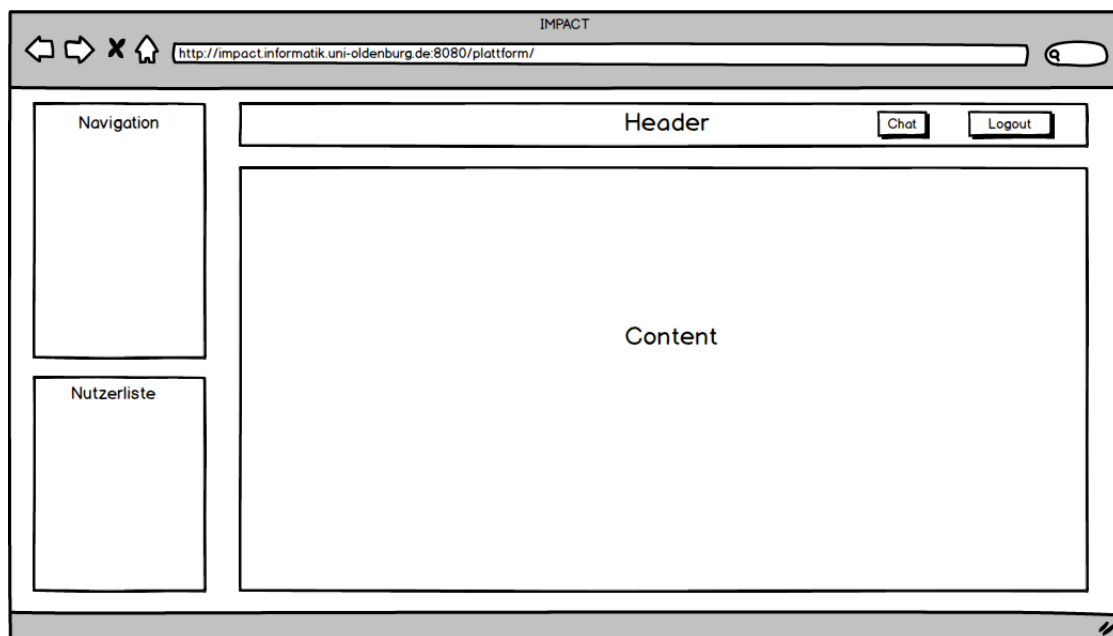 IMPACT
http://impact.informatik.uni-oldenburg.de:8080/plattform/
Navigation
Header
Chat
Logout
Content
Nutzerliste